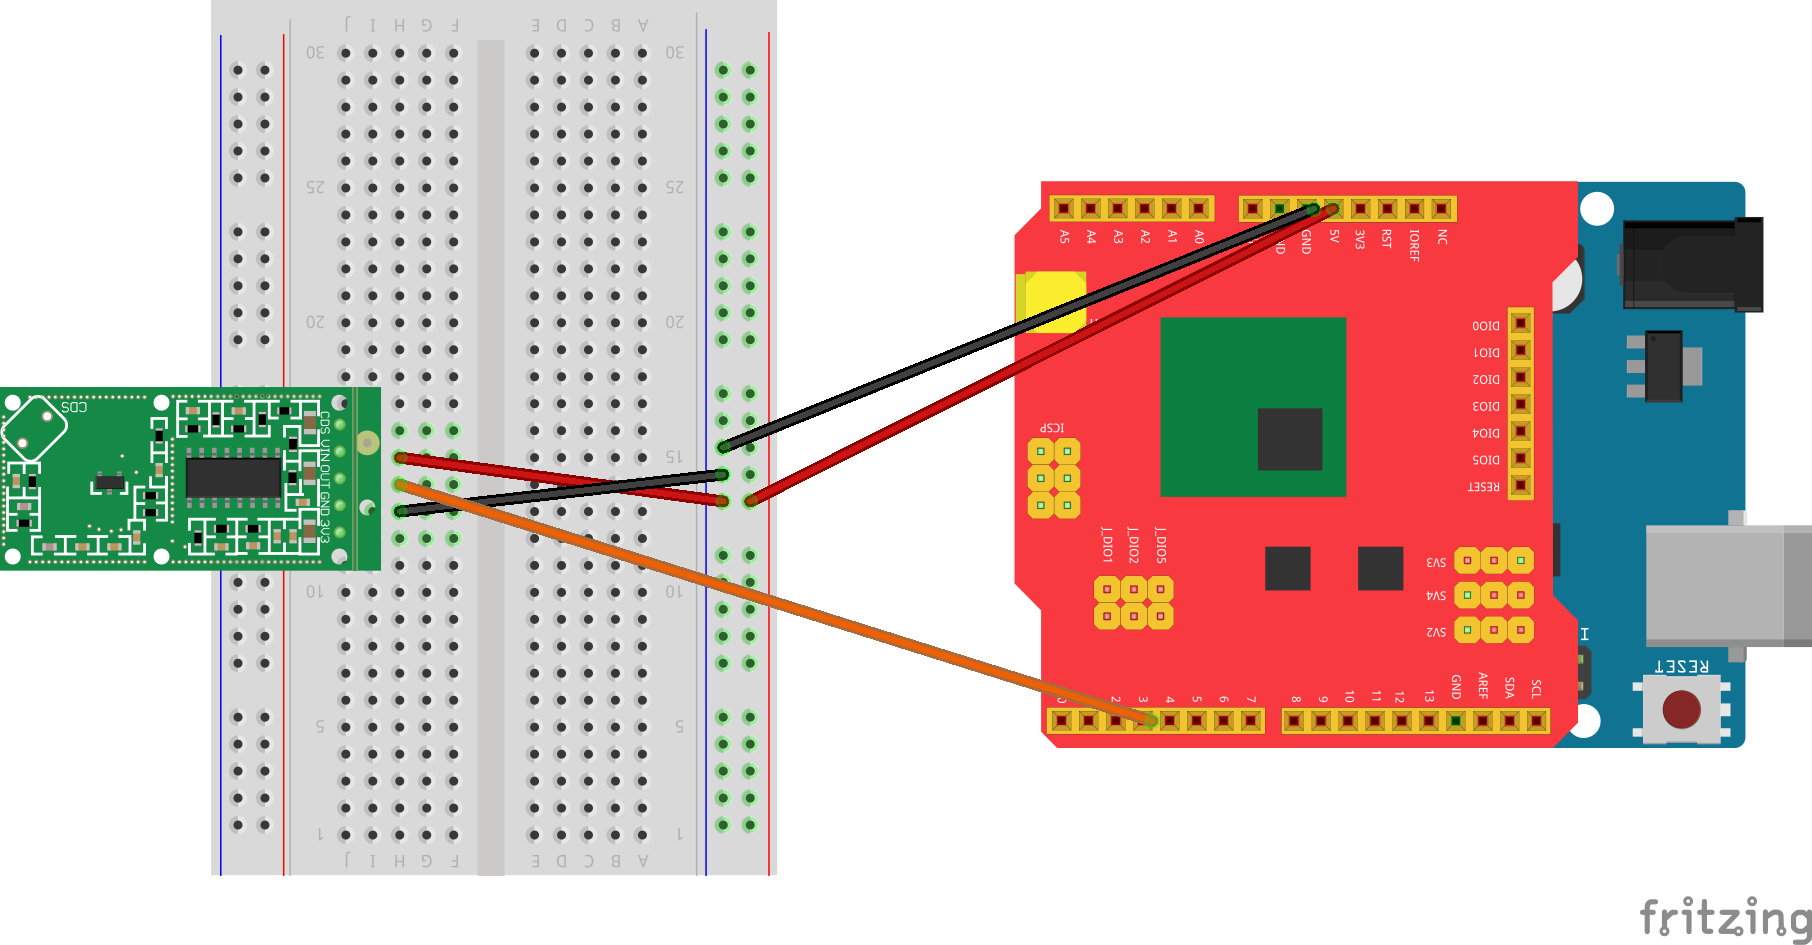 J I H G F E D C B A
30 30
25 25
20 20
15
10 10
5 5
1 1
J I H G F E D C B A
CDS
CDS VIN OUT GND 3V3
A5 A4 A3 A2 A1 A0
ND GND 5V 3V3 RST IOREF NC
DIO0
DIO1
DIO2
DIO3
DIO4
DIO5
RESET
ICSP
J_DIO1 J_DIO2 J_DIO5
SV3
SV4
SV2
I
RESET
0 2 3 4 5 6 7 8 9 10 11 12 13 GND AREF SDA SCL
fritzing